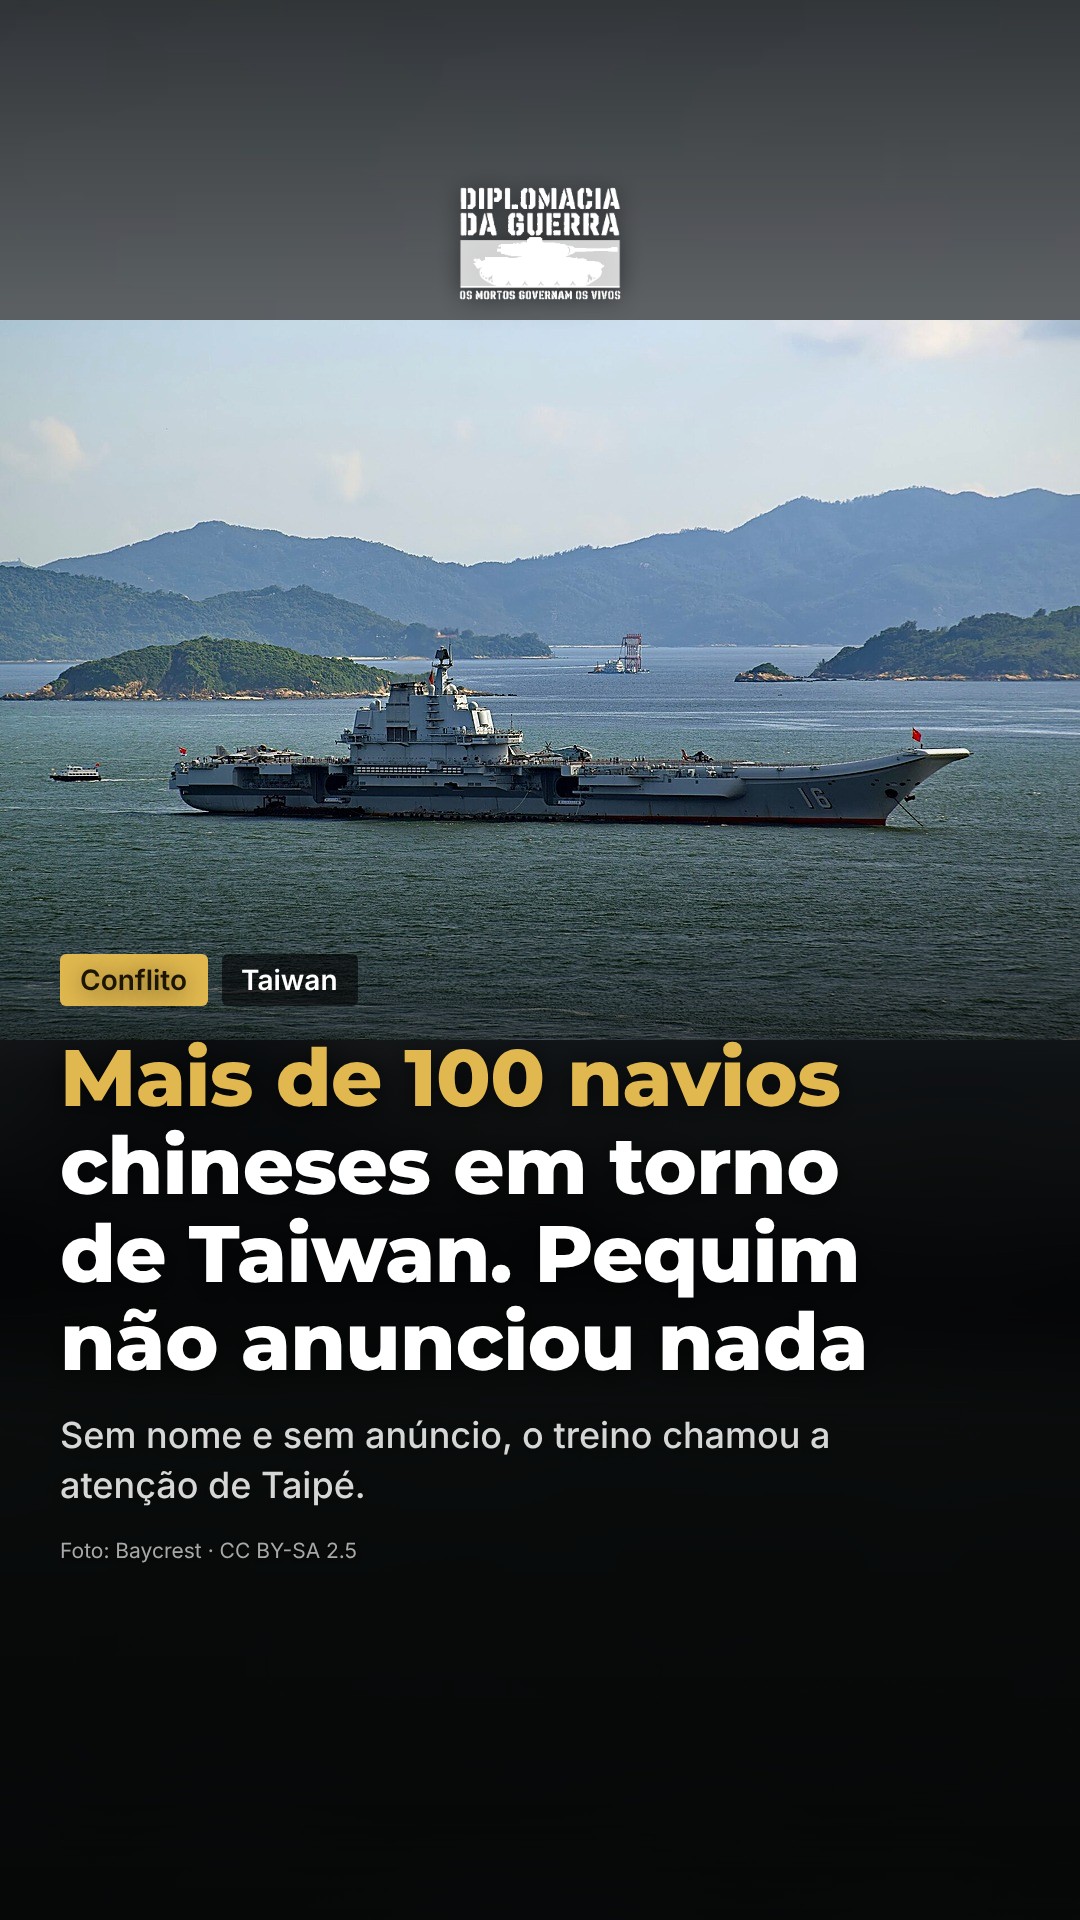 DIPLOMACIA
DA GUERRA
OS MORTOS GOVERNAM OS VIVOS
16
Conflito
Taiwan
Mais de 100 navios
chineses em torno
de Taiwan. Pequim
não anunciou nada
Sem nome e sem anúncio, o treino chamou a
atenção de Taipé.
Foto: Baycrest · CC BY-SA 2.5